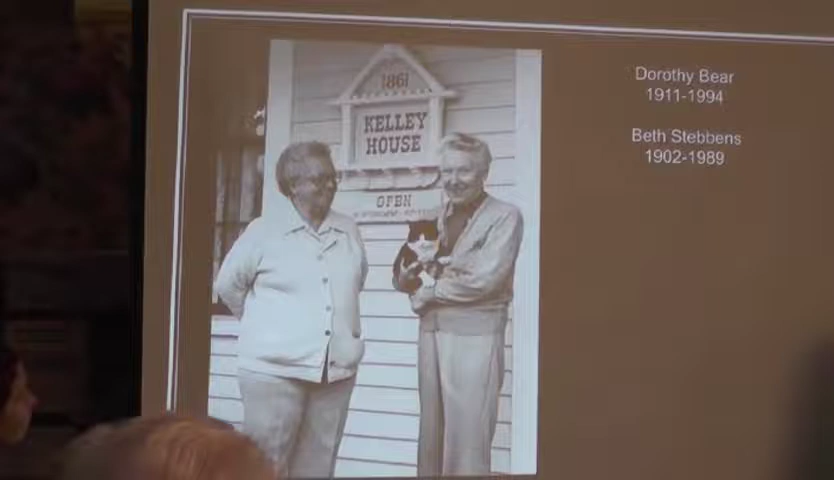 1861
KELLEY
HOUSE
OPEN
Dorothy Bear
1911-1994
Beth Stebbens
1902-1989